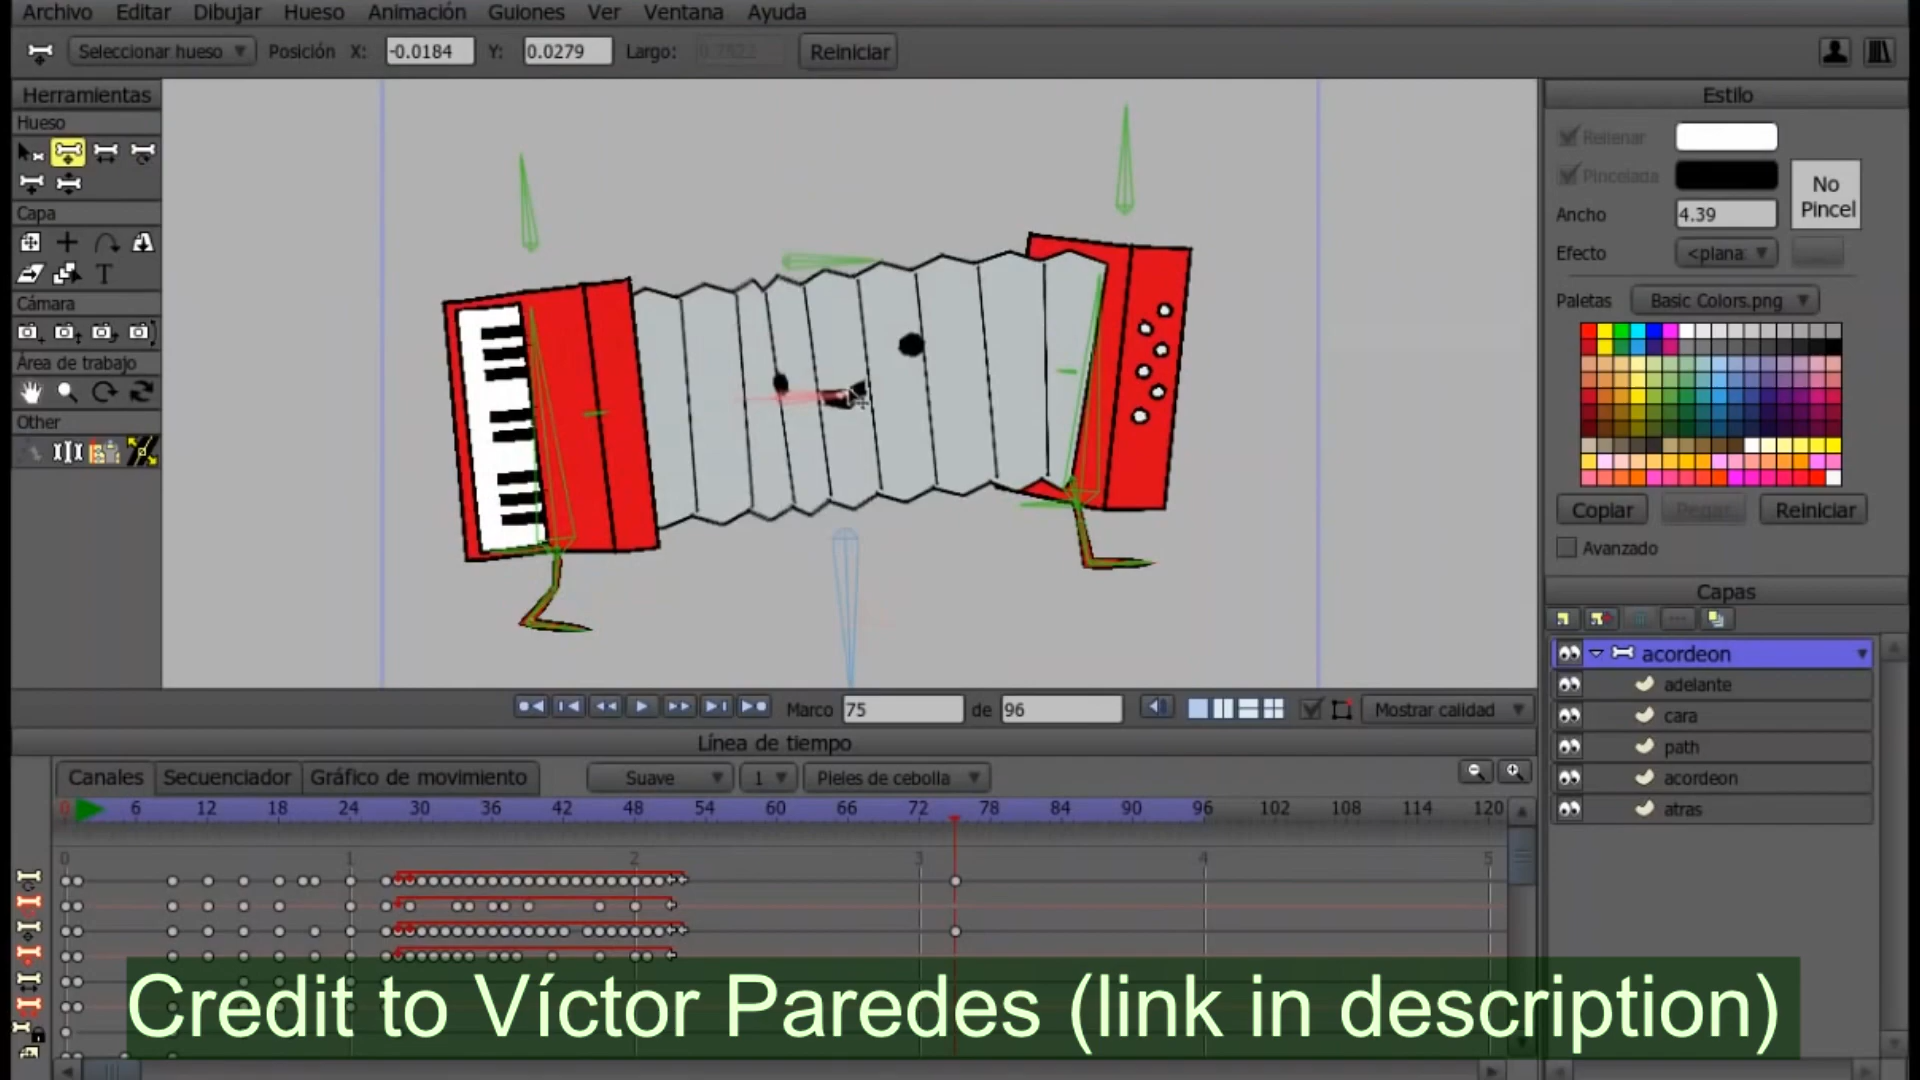 Archivo Editar Dibujar Hueso Animación Guiones Ver Ventana Ayuda
Seleccionar hueso Posición X: -0.0184 Y: 0.0279 Largo: Reiniciar
Herramientas
Hueso
Capa
T
Cámara
Área de trabajo
Other
Estilo
Rellenar
Pincelada
No
Pincel
Ancho 4.39
Efecto <plana:
Paletas Basic Colors.png
Copiar Pegar Reiniciar
Avanzado
Capas
acordeon
adelante
cara
path
acordeon
atras
Marco 75 de 96 Mostrar calidad
Línea de tiempo
Canales Secuenciador Gráfico de movimiento Suave 1 Pieles de cebolla
0 6 12 18 24 30 36 42 48 54 60 66 72 78 84 90 96 102 108 114 120
0 1 2 3 4 5
Credit to Víctor Paredes (link in description)